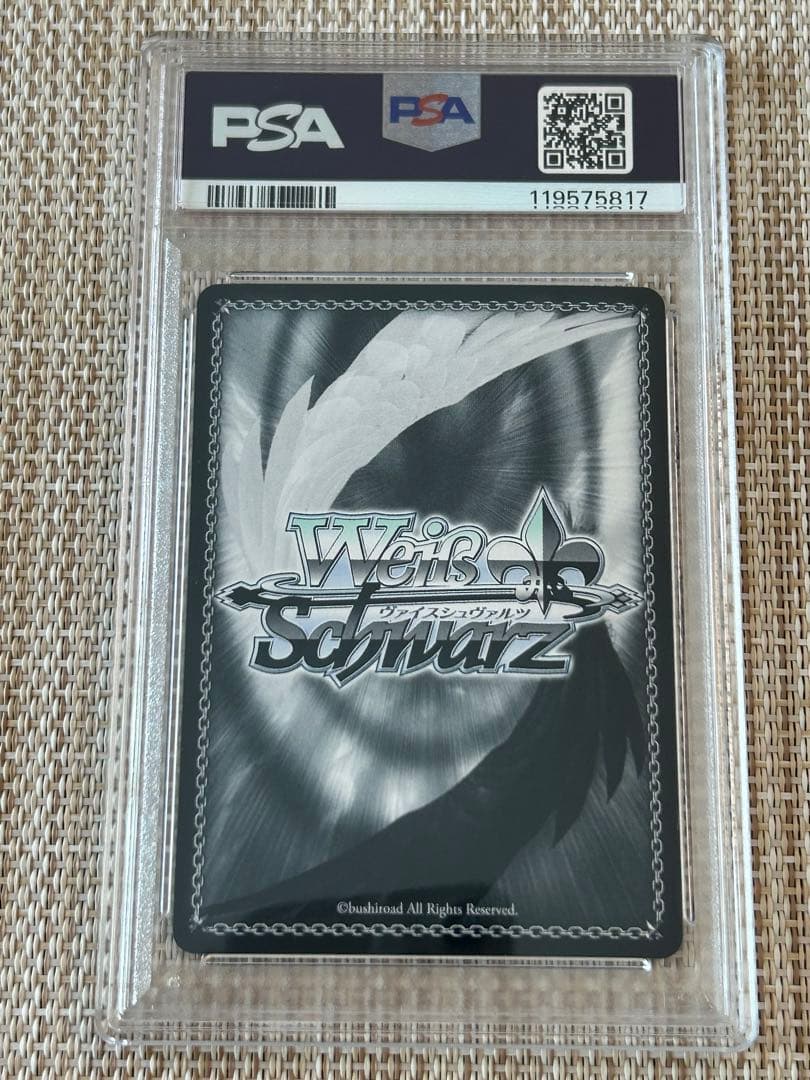 PSA
PSA
119575817
Weiß
ヴァイスシュヴァルツ
Schwarz
©bushiroad All Rights Reserved.